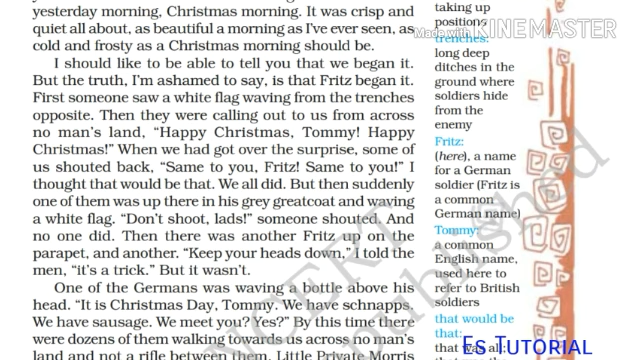 yesterday morning, Christmas morning. It was crisp and
quiet all about, as beautiful a morning as I've ever seen, as
cold and frosty as a Christmas morning should be.
I should like to be able to tell you that we began it.
But the truth, I'm ashamed to say, is that Fritz began it.
First someone saw a white flag waving from the trenches
opposite. Then they were calling out to us from across
no man's land, “Happy Christmas, Tommy! Happy
Christmas!” When we had got over the surprise, some of
us shouted back, “Same to you, Fritz! Same to you!” I
thought that would be that. We all did. But then suddenly
one of them was up there in his grey greatcoat and waving
a white flag. “Don't shoot, lads!” someone shouted. And
no one did. Then there was another Fritz up on the
parapet, and another. “Keep your heads down,” I told the
men, “it's a trick.” But it wasn't.
One of the Germans was waving a bottle above his
head. “It is Christmas Day, Tommy. We have schnapps.
We have sausage. We meet you? Yes?” By this time there
were dozens of them walking towards us across no man's
land and not a rifle between them. Little Private Morris
taking up
positions
trenches:
long deep
ditches in the
ground where
soldiers hide
from the
enemy
Fritz:
(here), a name
for a German
soldier (Fritz is
a common
German name)
Tommy:
a common
English name,
used here to
refer to British
soldiers
that would be
that:
that was all
Made with KINEMASTER
NCERT
published
Es TUTORIAL